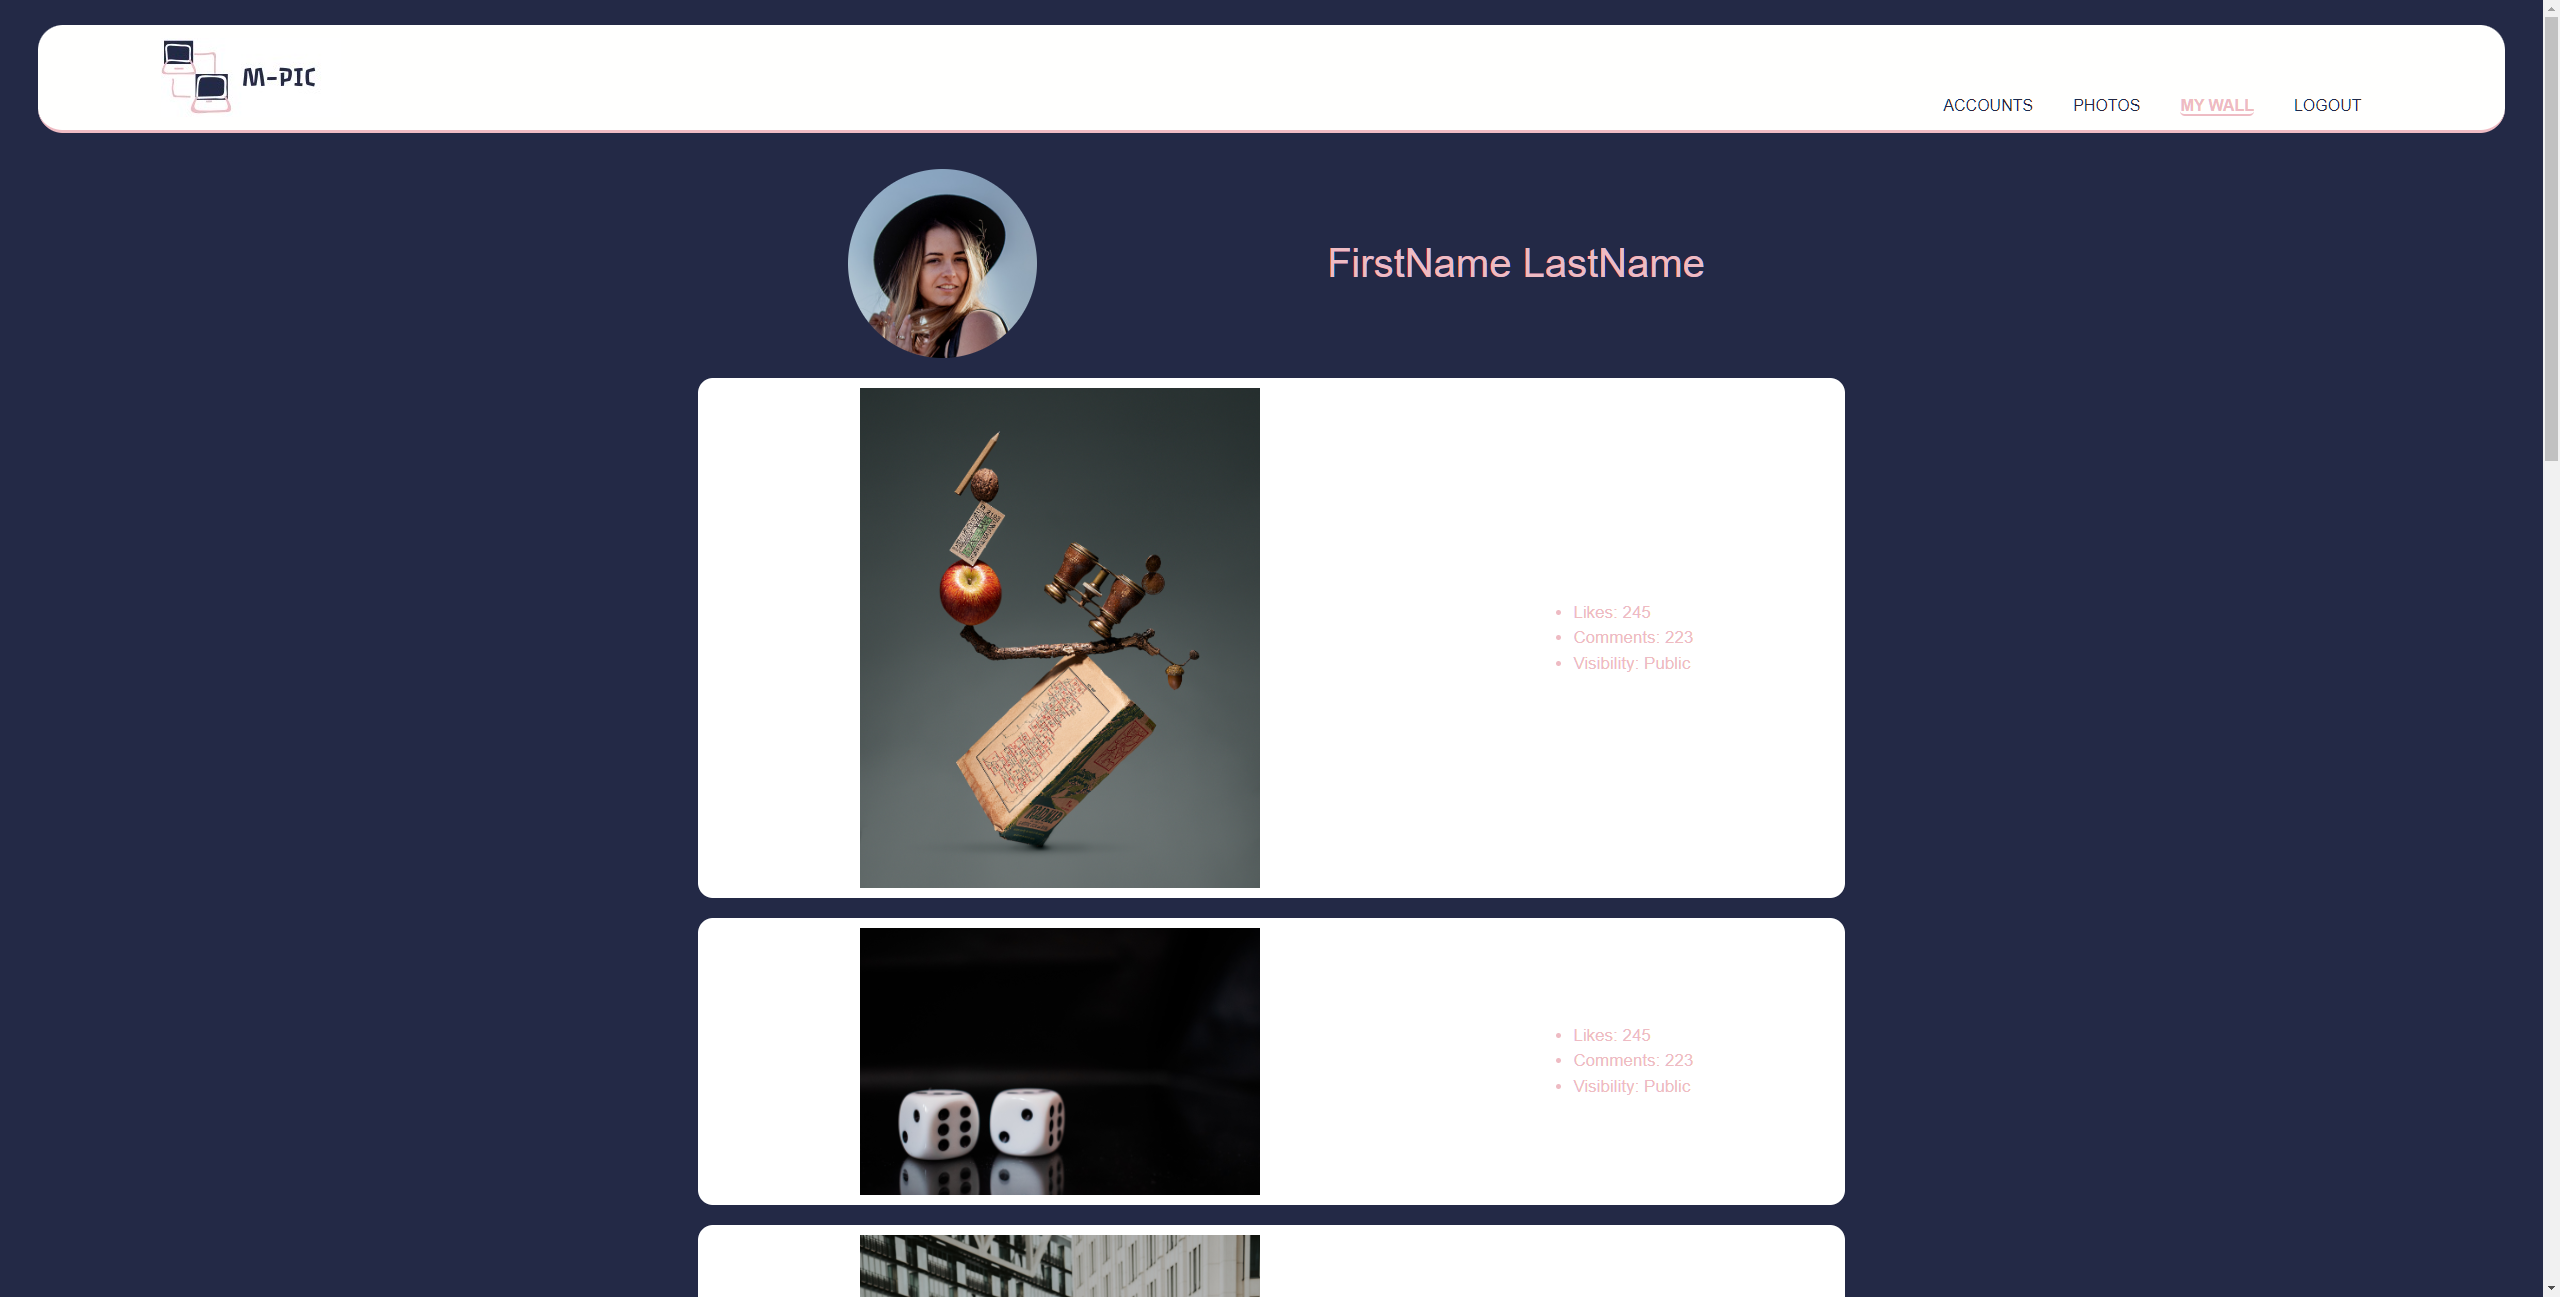 M-PIC
ACCOUNTS PHOTOS MY WALL LOGOUT
FirstName LastName
Likes: 245
Comments: 223
Visibility: Public
Likes: 245
Comments: 223
Visibility: Public